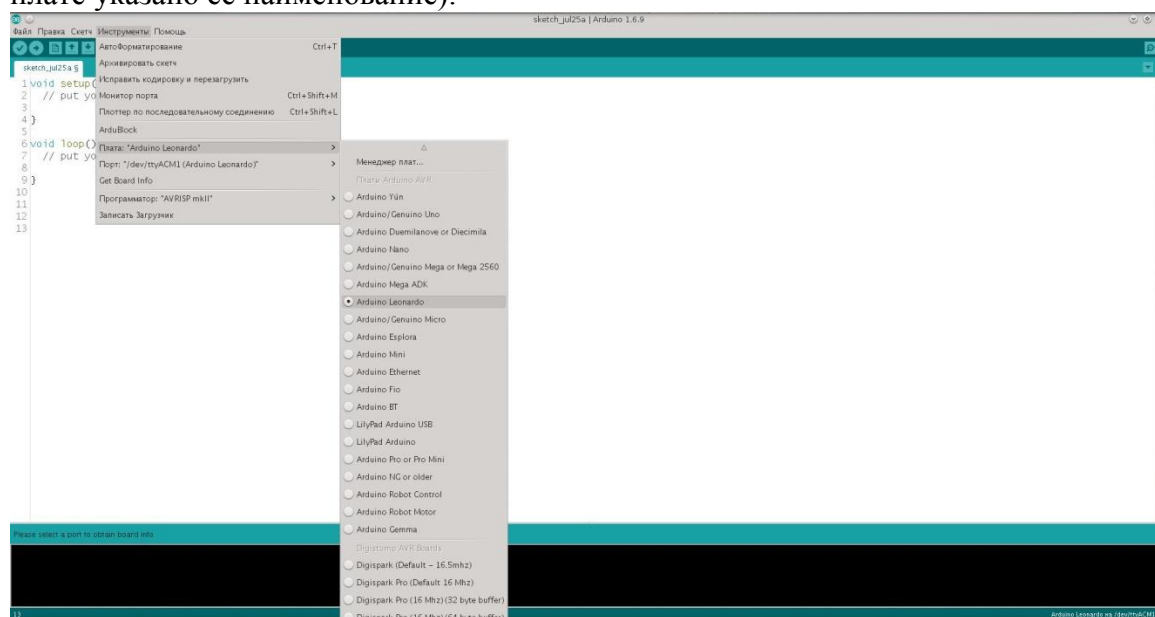 плате указано ее наименование).
sketch_jul25a | Arduino 1.6.9
Файл Правка Скетч Инструменты Помощь
sketch_jul25a §
АвтоФорматирование Ctrl+T
Архивировать скетч
Исправить кодировку и перезагрузить
Монитор порта Ctrl+Shift+M
Плоттер по последовательному соединению Ctrl+Shift+L
ArduBlock
Плата: "Arduino Leonardo"
Порт: "/dev/ttyACM1 (Arduino Leonardo)"
Get Board Info
Программатор: "AVRISP mkII"
Записать Загрузчик
1 void setup(
2 // put yo
3
4 }
5
6 void loop()
7 // put yo
8
9 }
10
11
12
13
Менеджер плат...
Платы Arduino AVR
Arduino Yún
Arduino/Genuino Uno
Arduino Duemilanove or Diecimila
Arduino Nano
Arduino/Genuino Mega or Mega 2560
Arduino Mega ADK
Arduino Leonardo
Arduino/Genuino Micro
Arduino Esplora
Arduino Mini
Arduino Ethernet
Arduino Fio
Arduino BT
LilyPad Arduino USB
LilyPad Arduino
Arduino Pro or Pro Mini
Arduino NG or older
Arduino Robot Control
Arduino Robot Motor
Arduino Gemma
Digistump AVR Boards
Digispark (Default - 16.5mhz)
Digispark Pro (Default 16 Mhz)
Digispark Pro (16 Mhz) (32 byte buffer)
Digispark Pro (16 Mhz) (64 byte buffer)
Please select a port to obtain board info
13
Arduino Leonardo на /dev/ttyACM1